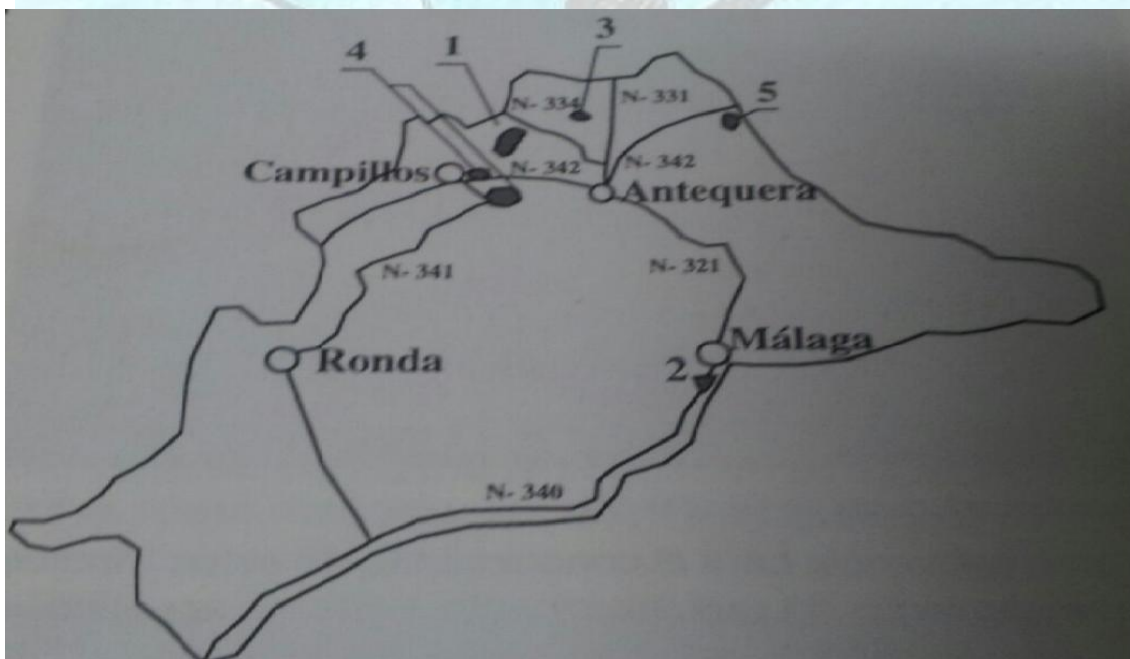 3
4
1
N- 334
N- 331
5
Campillos
N- 342
N- 342
Antequera
N- 341
N- 321
Málaga
Ronda
2
N- 340